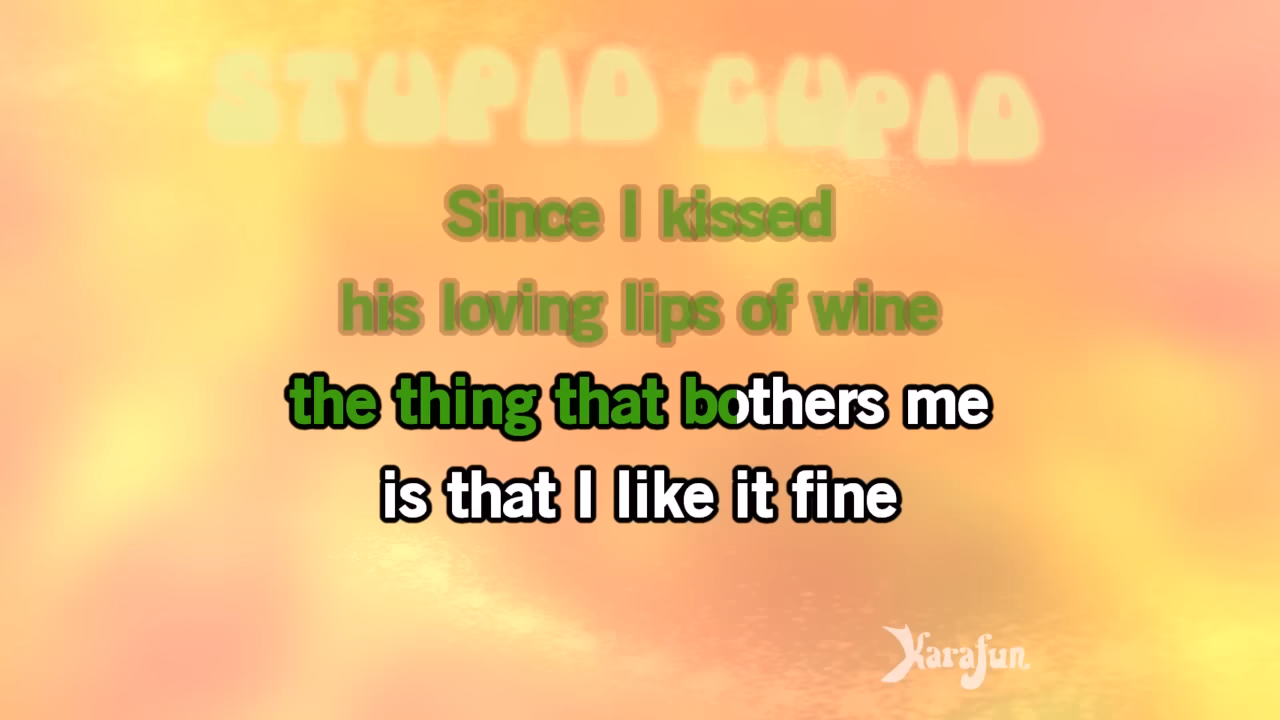 STUPID CUPID
Since I kissed
his loving lips of wine
the thing that bothers me
is that I like it fine
Karafun